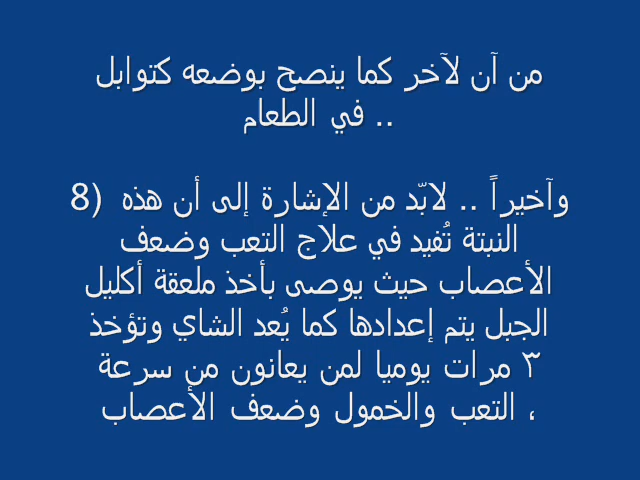 من آن لآخر كما ينصح بوضعه كتوابل
.. في الطعام
8) وآخيراً .. لابّد من الإشارة إلى أن هذه
النبتة تُفيد في علاج التعب وضعف
الأعصاب حيث يوصى بأخذ ملعقة أكليل
الجبل يتم إعدادها كما يُعد الشاي وتؤخذ
٣ مرات يوميا لمن يعانون من سرعة
، التعب والخمول وضعف الأعصاب